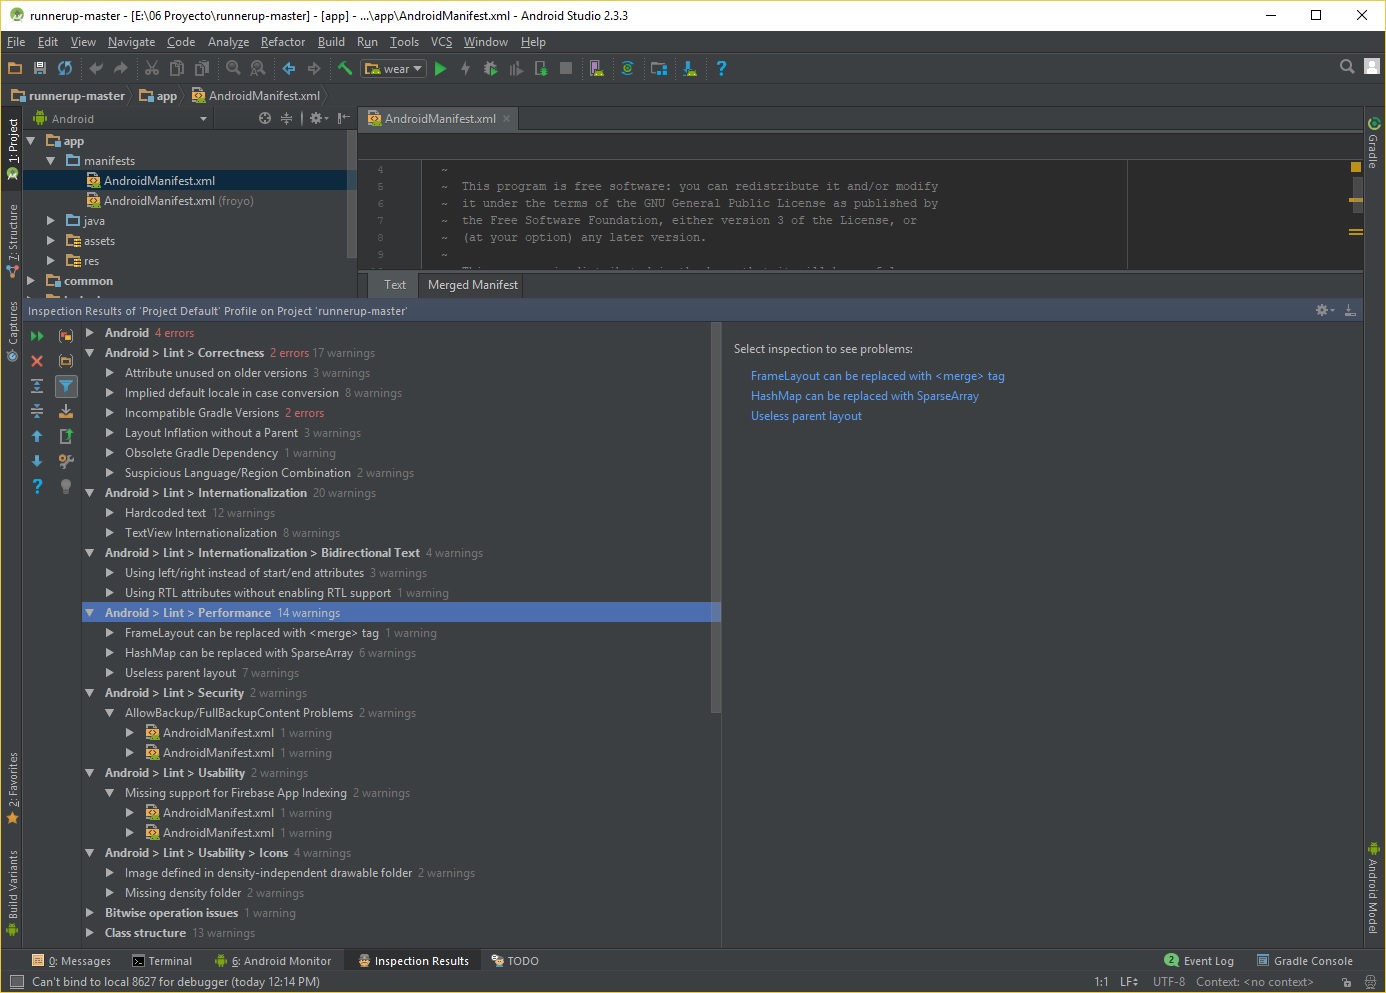 runnerup-master - [E:\06 Proyecto\runnerup-master] - [app] - ...\app\AndroidManifest.xml - Android Studio 2.3.3
File Edit View Navigate Code Analyze Refactor Build Run Tools VCS Window Help
wear
runnerup-master app AndroidManifest.xml
Android
AndroidManifest.xml
1: Project
7: Structure
Captures
2: Favorites
Build Variants
app
manifests
AndroidManifest.xml
AndroidManifest.xml (froyo)
java
assets
res
common
4 ~
5 ~ This program is free software: you can redistribute it and/or modify
6 ~ it under the terms of the GNU General Public License as published by
7 ~ the Free Software Foundation, either version 3 of the License, or
8 ~ (at your option) any later version.
9 ~
Text Merged Manifest
Gradle
Android Model
Inspection Results of 'Project Default' Profile on Project 'runnerup-master'
Android 4 errors
Android > Lint > Correctness 2 errors 17 warnings
Attribute unused on older versions 3 warnings
Implied default locale in case conversion 8 warnings
Incompatible Gradle Versions 2 errors
Layout Inflation without a Parent 3 warnings
Obsolete Gradle Dependency 1 warning
Suspicious Language/Region Combination 2 warnings
Android > Lint > Internationalization 20 warnings
Hardcoded text 12 warnings
TextView Internationalization 8 warnings
Android > Lint > Internationalization > Bidirectional Text 4 warnings
Using left/right instead of start/end attributes 3 warnings
Using RTL attributes without enabling RTL support 1 warning
Android > Lint > Performance 14 warnings
FrameLayout can be replaced with <merge> tag 1 warning
HashMap can be replaced with SparseArray 6 warnings
Useless parent layout 7 warnings
Android > Lint > Security 2 warnings
AllowBackup/FullBackupContent Problems 2 warnings
AndroidManifest.xml 1 warning
AndroidManifest.xml 1 warning
Android > Lint > Usability 2 warnings
Missing support for Firebase App Indexing 2 warnings
AndroidManifest.xml 1 warning
AndroidManifest.xml 1 warning
Android > Lint > Usability > Icons 4 warnings
Image defined in density-independent drawable folder 2 warnings
Missing density folder 2 warnings
Bitwise operation issues 1 warning
Class structure 13 warnings
Select inspection to see problems:
FrameLayout can be replaced with <merge> tag
HashMap can be replaced with SparseArray
Useless parent layout
0: Messages Terminal 6: Android Monitor Inspection Results TODO 2 Event Log Gradle Console
Can't bind to local 8627 for debugger (today 12:14 PM) 1:1 LF UTF-8 Context: <no context>